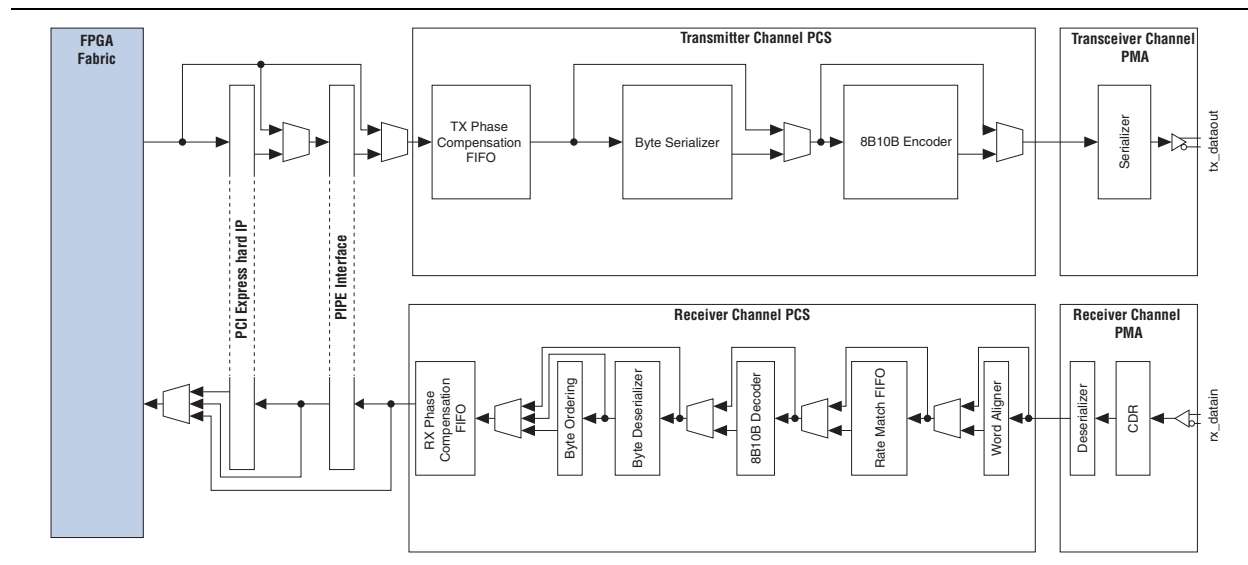 FPGA
Fabric
Transmitter Channel PCS
Transceiver Channel
PMA
TX Phase
Compensation
FIFO
Byte Serializer
8B10B Encoder
Serializer
tx_dataout
PCI Express hard IP
PIPE Interface
Receiver Channel PCS
Receiver Channel
PMA
RX Phase
Compensation
FIFO
Byte Ordering
Byte Deserializer
8B10B Decoder
Rate Match FIFO
Word Aligner
Deserializer
CDR
rx_datain